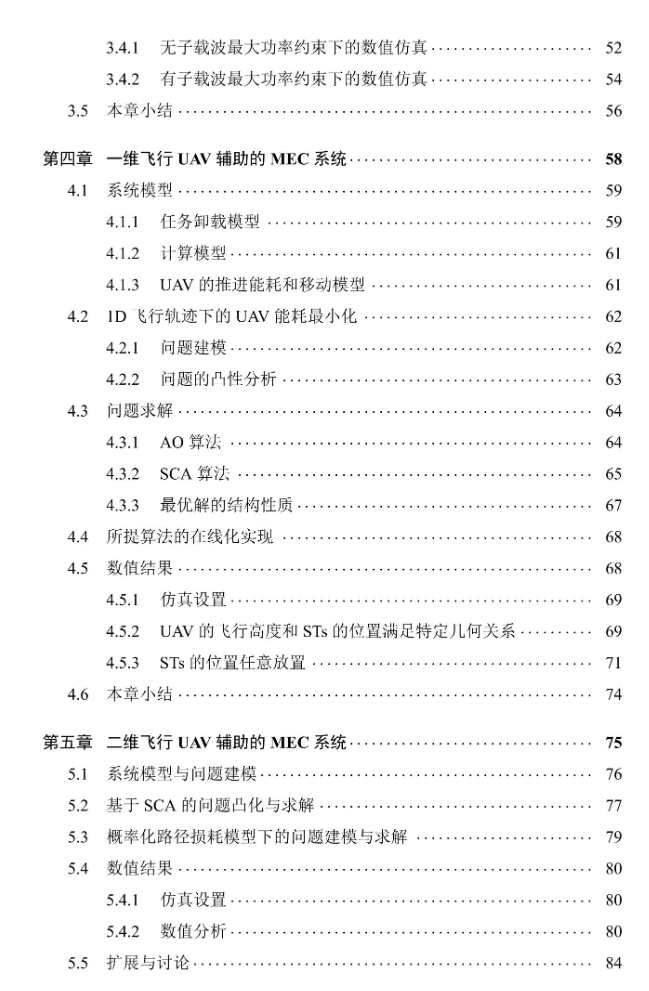 3.4.1 无子载波最大功率约束下的数值仿真 52
3.4.2 有子载波最大功率约束下的数值仿真 54
3.5 本章小结 56
第四章 一维飞行 UAV 辅助的 MEC 系统 58
4.1 系统模型 59
4.1.1 任务卸载模型 59
4.1.2 计算模型 61
4.1.3 UAV 的推进能耗和移动模型 61
4.2 1D 飞行轨迹下的 UAV 能耗最小化 62
4.2.1 问题建模 62
4.2.2 问题的凸性分析 63
4.3 问题求解 64
4.3.1 AO 算法 64
4.3.2 SCA 算法 65
4.3.3 最优解的结构性质 67
4.4 所提算法的在线化实现 68
4.5 数值结果 68
4.5.1 仿真设置 69
4.5.2 UAV 的飞行高度和 STs 的位置满足特定几何关系 69
4.5.3 STs 的位置任意放置 71
4.6 本章小结 74
第五章 二维飞行 UAV 辅助的 MEC 系统 75
5.1 系统模型与问题建模 76
5.2 基于 SCA 的问题凸化与求解 77
5.3 概率化路径损耗模型下的问题建模与求解 79
5.4 数值结果 80
5.4.1 仿真设置 80
5.4.2 数值分析 80
5.5 扩展与讨论 84